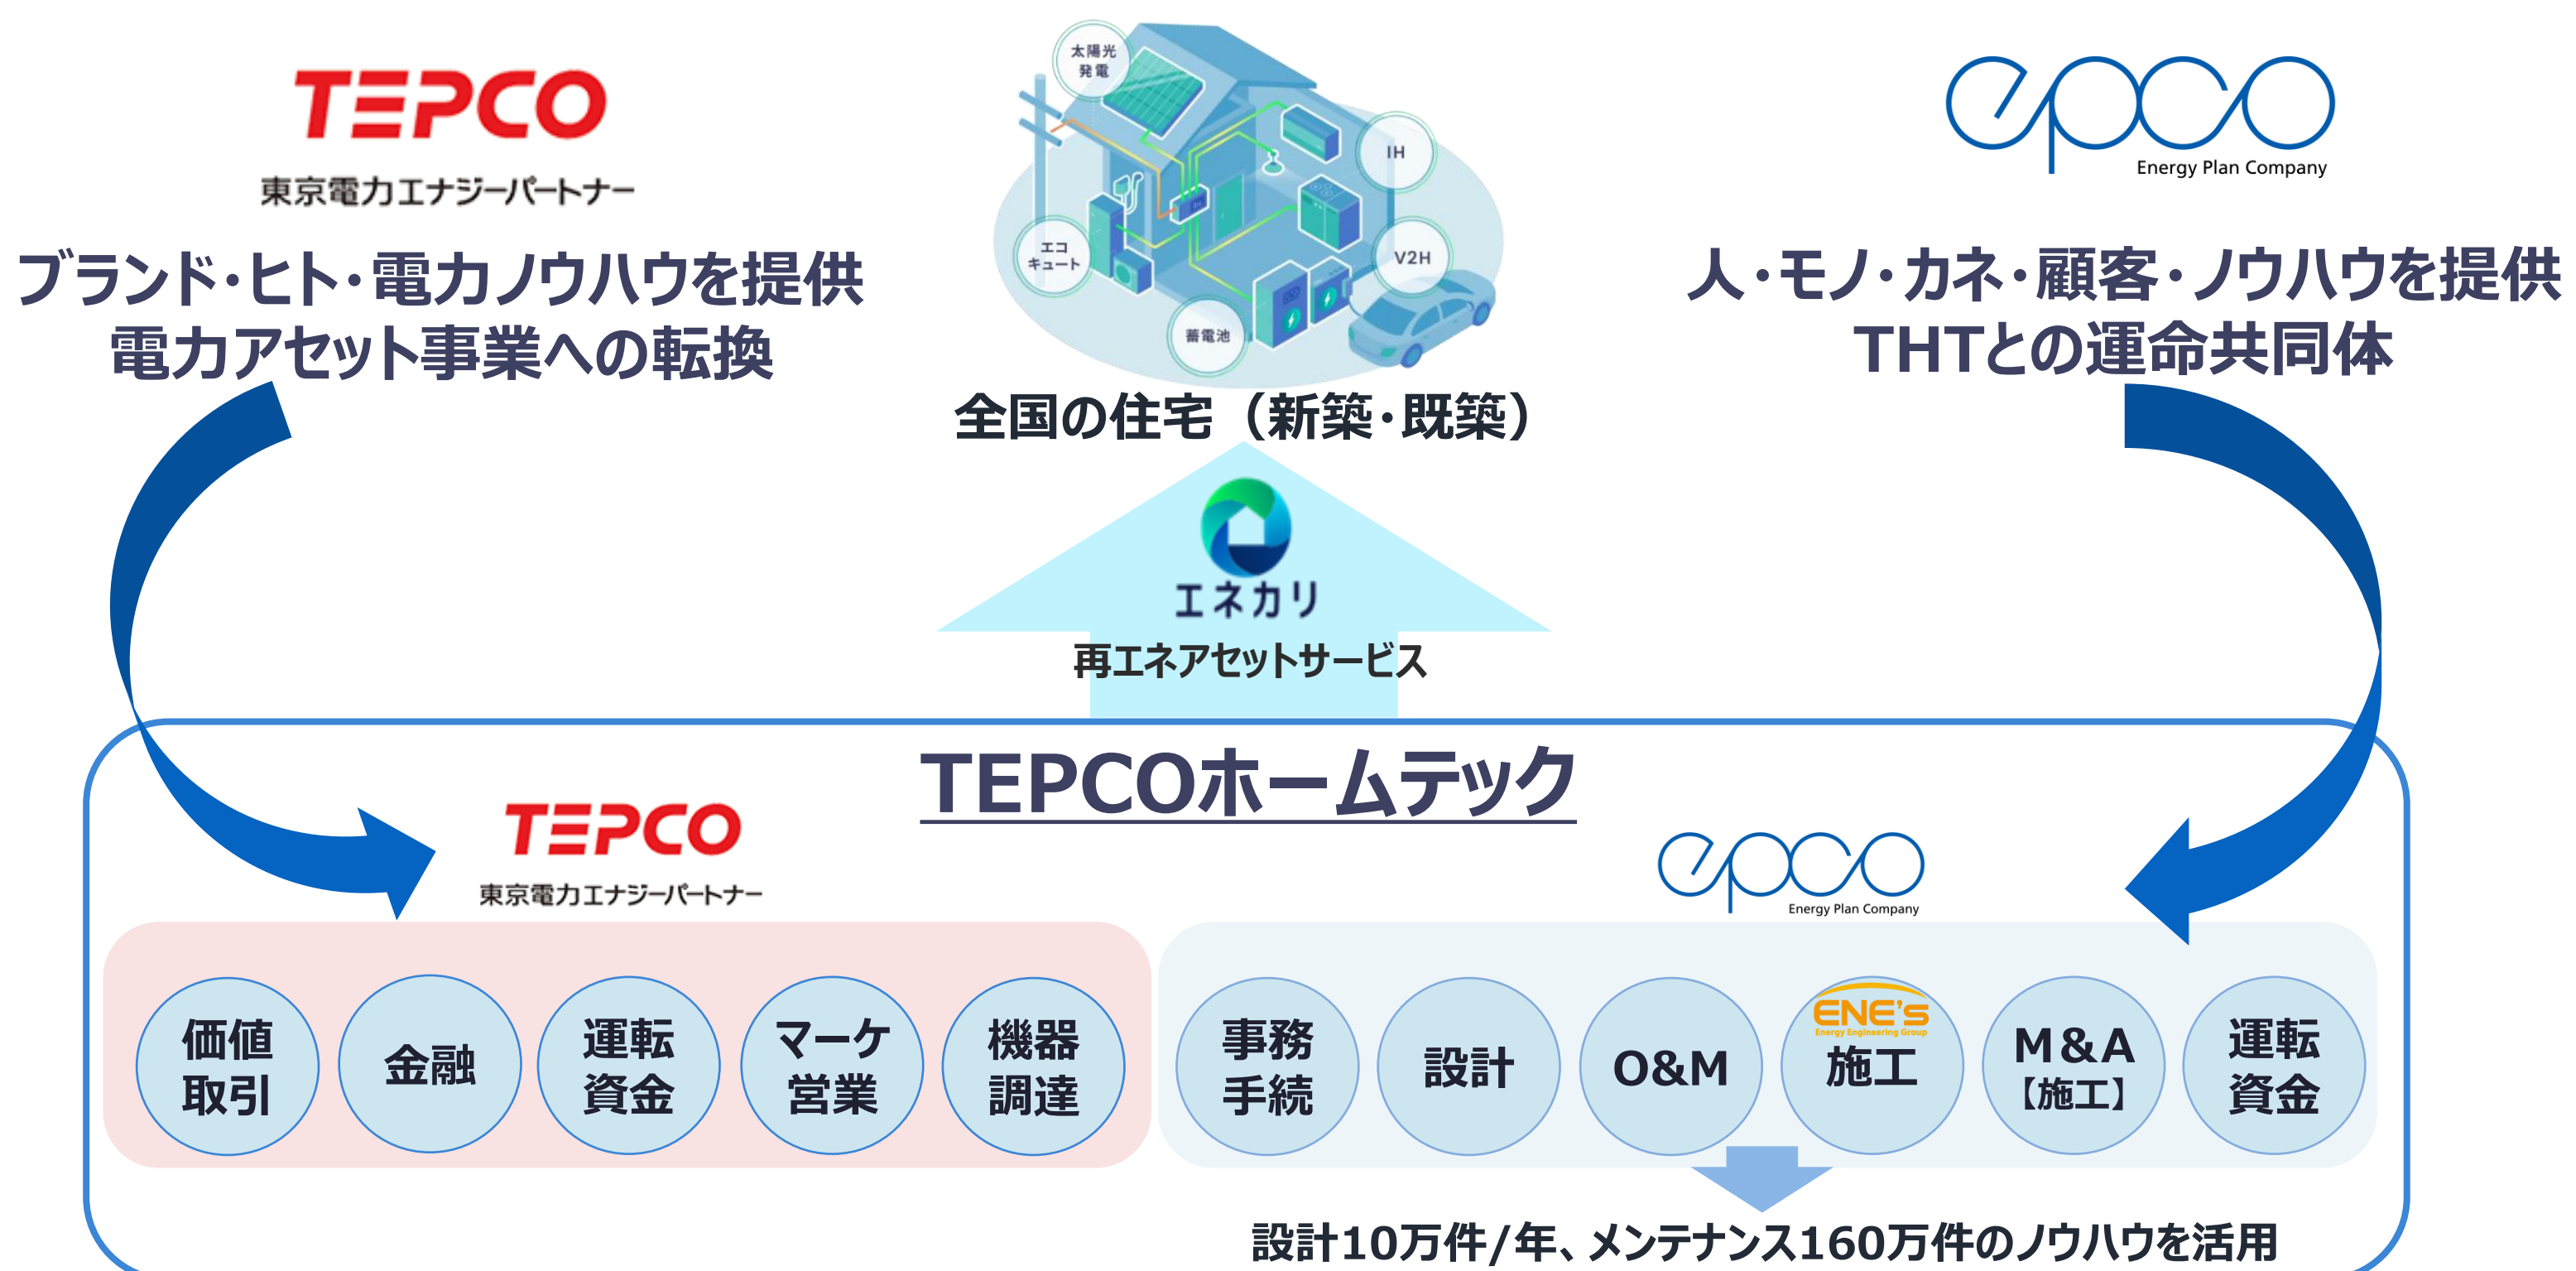 TEPCO
東京電力エナジーパートナー
ブランド・ヒト・電力ノウハウを提供
電力アセット事業への転換
太陽光
発電
IH
エコ
キュート
V2H
蓄電池
全国の住宅（新築・既築）
epco
Energy Plan Company
人・モノ・カネ・顧客・ノウハウを提供
THTとの運命共同体
エネカリ
再エネアセットサービス
TEPCOホームテック
TEPCO
東京電力エナジーパートナー
epco
Energy Plan Company
価値
取引
金融
運転
資金
マーケ
営業
機器
調達
事務
手続
設計
O&M
ENE's
Energy Engineering Group
施工
M＆A
【施工】
運転
資金
設計10万件/年、メンテナンス160万件のノウハウを活用